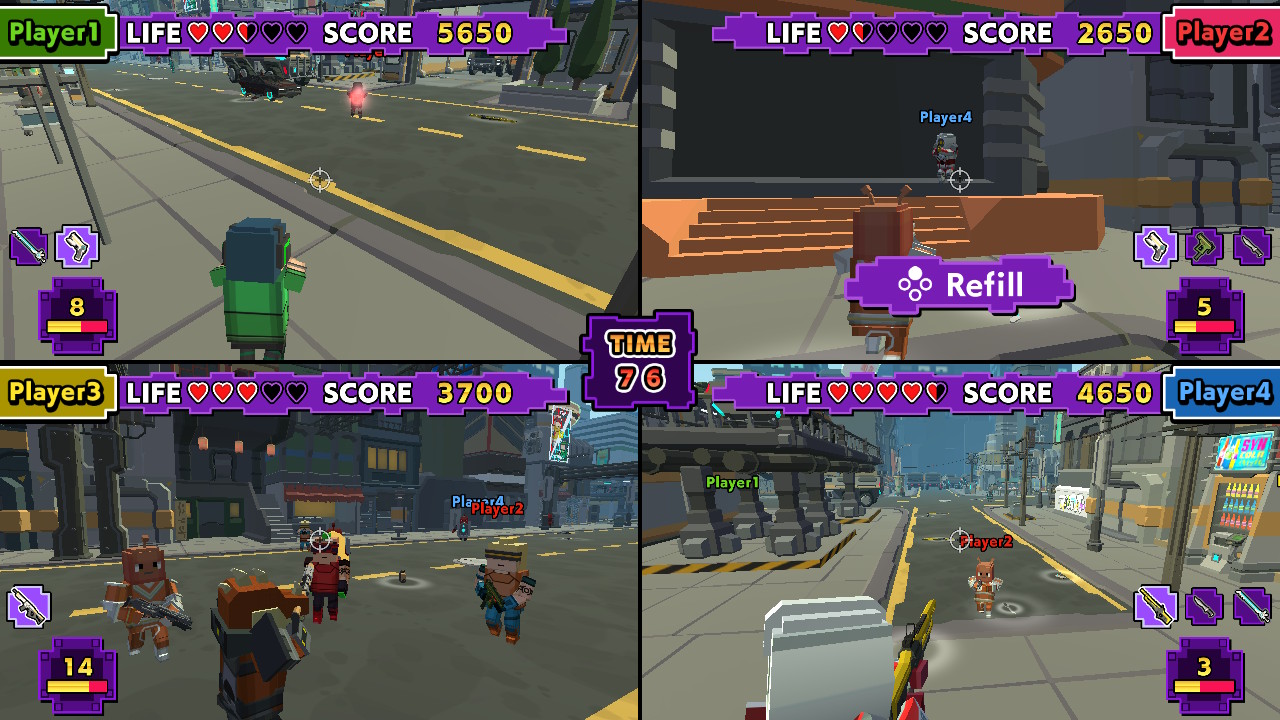 Player1 LIFE SCORE 5650
LIFE SCORE 2650 Player2
Player4
8
Refill
5
TIME
76
Player3 LIFE SCORE 3700
LIFE SCORE 4650 Player4
Player4
Player2
14
Player1
Player2
3